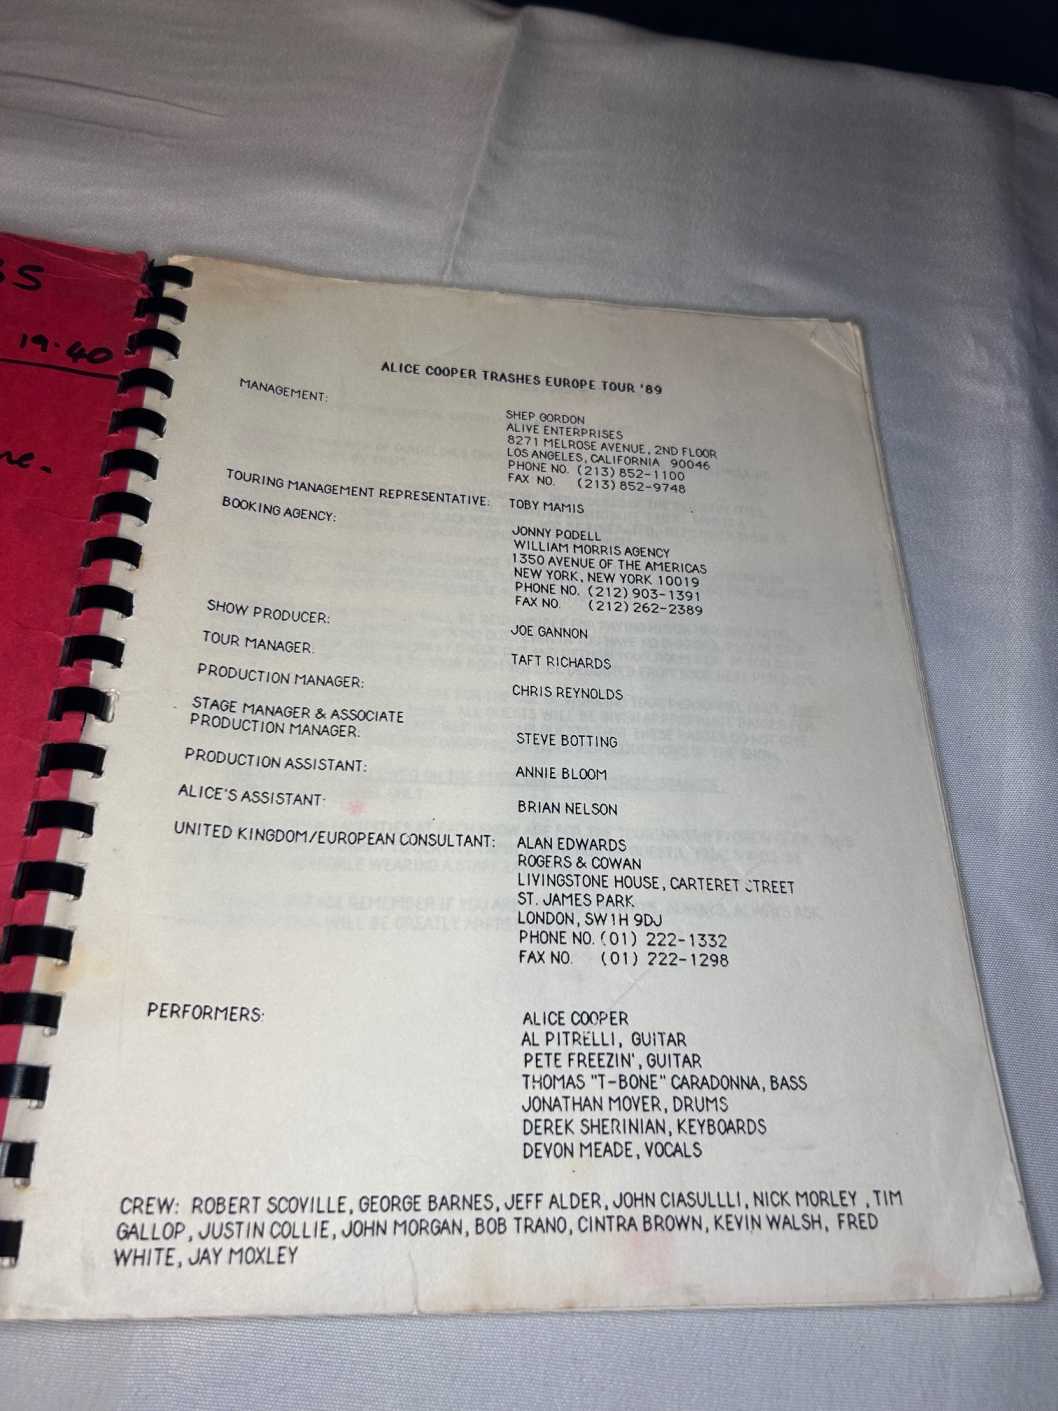 19.40
ALICE COOPER TRASHES EUROPE TOUR '89
MANAGEMENT:
SHEP GORDON
ALIVE ENTERPRISES
8271 MELROSE AVENUE, 2ND FLOOR
LOS ANGELES, CALIFORNIA 90046
PHONE NO. (213) 852-1100
FAX NO. (213) 852-9748
TOURING MANAGEMENT REPRESENTATIVE: TOBY MAMIS
BOOKING AGENCY:
JONNY PODELL
WILLIAM MORRIS AGENCY
1350 AVENUE OF THE AMERICAS
NEW YORK, NEW YORK 10019
PHONE NO. (212) 903-1391
FAX NO. (212) 262-2389
SHOW PRODUCER: JOE GANNON
TOUR MANAGER: TAFT RICHARDS
PRODUCTION MANAGER: CHRIS REYNOLDS
STAGE MANAGER & ASSOCIATE
PRODUCTION MANAGER: STEVE BOTTING
PRODUCTION ASSISTANT: ANNIE BLOOM
ALICE'S ASSISTANT: BRIAN NELSON
UNITED KINGDOM/EUROPEAN CONSULTANT: ALAN EDWARDS
ROGERS & COWAN
LIVINGSTONE HOUSE, CARTERET STREET
ST. JAMES PARK
LONDON, SW1H 9DJ
PHONE NO. (01) 222-1332
FAX NO. (01) 222-1298
PERFORMERS: ALICE COOPER
AL PITRELLI, GUITAR
PETE FREEZIN', GUITAR
THOMAS "T-BONE" CARADONNA, BASS
JONATHAN MOVER, DRUMS
DEREK SHERINIAN, KEYBOARDS
DEVON MEADE, VOCALS
CREW: ROBERT SCOVILLE, GEORGE BARNES, JEFF ALDER, JOHN CIASULLLI, NICK MORLEY , TIM
GALLOP, JUSTIN COLLIE, JOHN MORGAN, BOB TRANO, CINTRA BROWN, KEVIN WALSH, FRED
WHITE, JAY MOXLEY